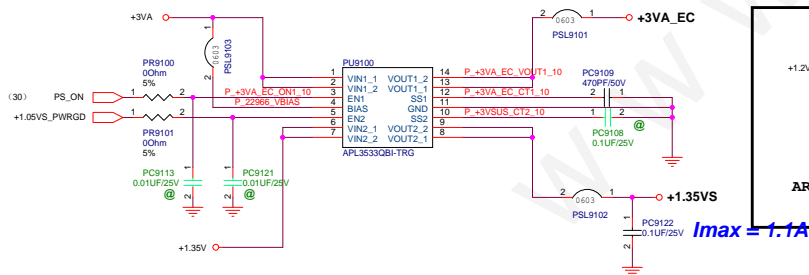 +3VA
2
1
0603
PSL9101
+3VA_EC
0603
PSL9103
1
2
PU9100
PR9100
0Ohm
5%
(30)
PS_ON
1
2
P_+3VA_EC_ON1_10
P_22966_VBIAS
+1.05VS_PWRGD
1
2
PR9101
0Ohm
5%
1 VIN1_1 VOUT1_2 14
2 VIN1_2 VOUT1_1 13
3 EN1 SS1 12
4 BIAS GND 11
5 EN2 SS2 10
6 VIN2_1 VOUT2_2 9
7 VIN2_2 VOUT2_1 8
APL3533QBI-TRG
P_+3VA_EC_VOUT1_10
P_+3VA_EC_CT1_10
P_+3VSUS_CT2_10
PC9109
470PF/50V
2
1
1
2
PC9108
0.1UF/25V
@
PC9113
0.01UF/25V
@
1
2
PC9121
0.01UF/25V
@
1
2
+1.35V
2
1
0603
PSL9102
+1.35VS
1
2
PC9122
0.1UF/25V
Imax = 1.1A
+1.2V
AR
W W